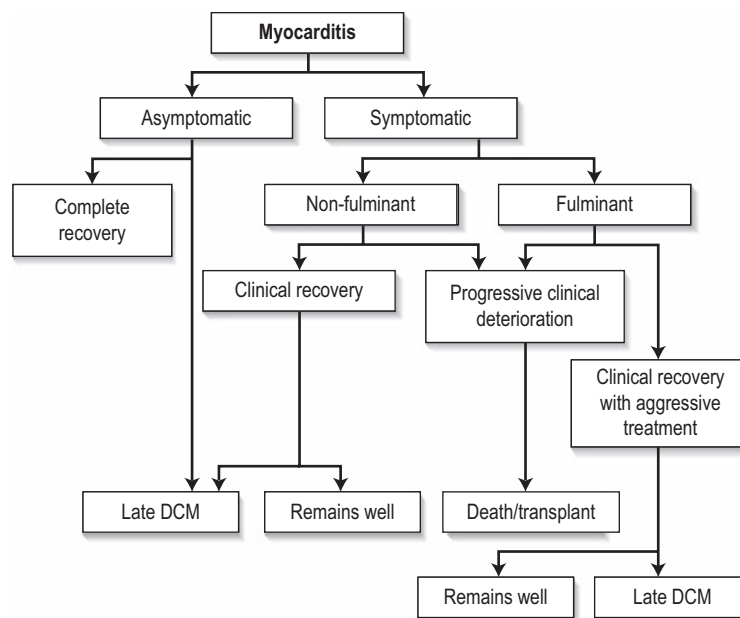 Myocarditis
Asymptomatic
Symptomatic
Complete
recovery
Non-fulminant
Fulminant
Clinical recovery
Progressive clinical
deterioration
Clinical recovery
with aggressive
treatment
Late DCM
Remains well
Death/transplant
Remains well
Late DCM